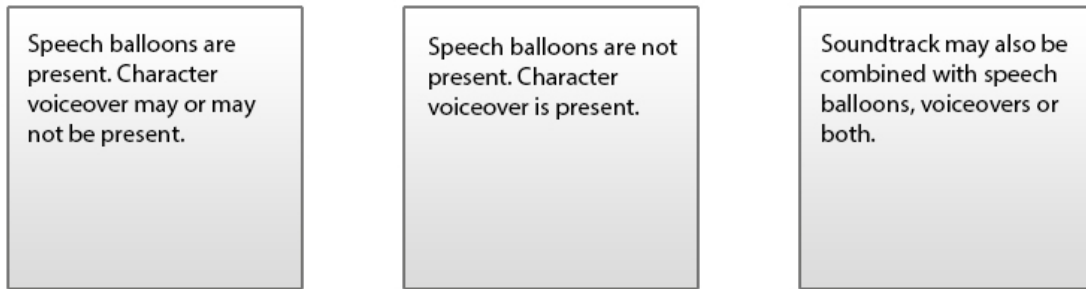 Speech balloons are
present. Character
voiceover may or may
not be present.
Speech balloons are not
present. Character
voiceover is present.
Soundtrack may also be
combined with speech
balloons, voiceovers or
both.